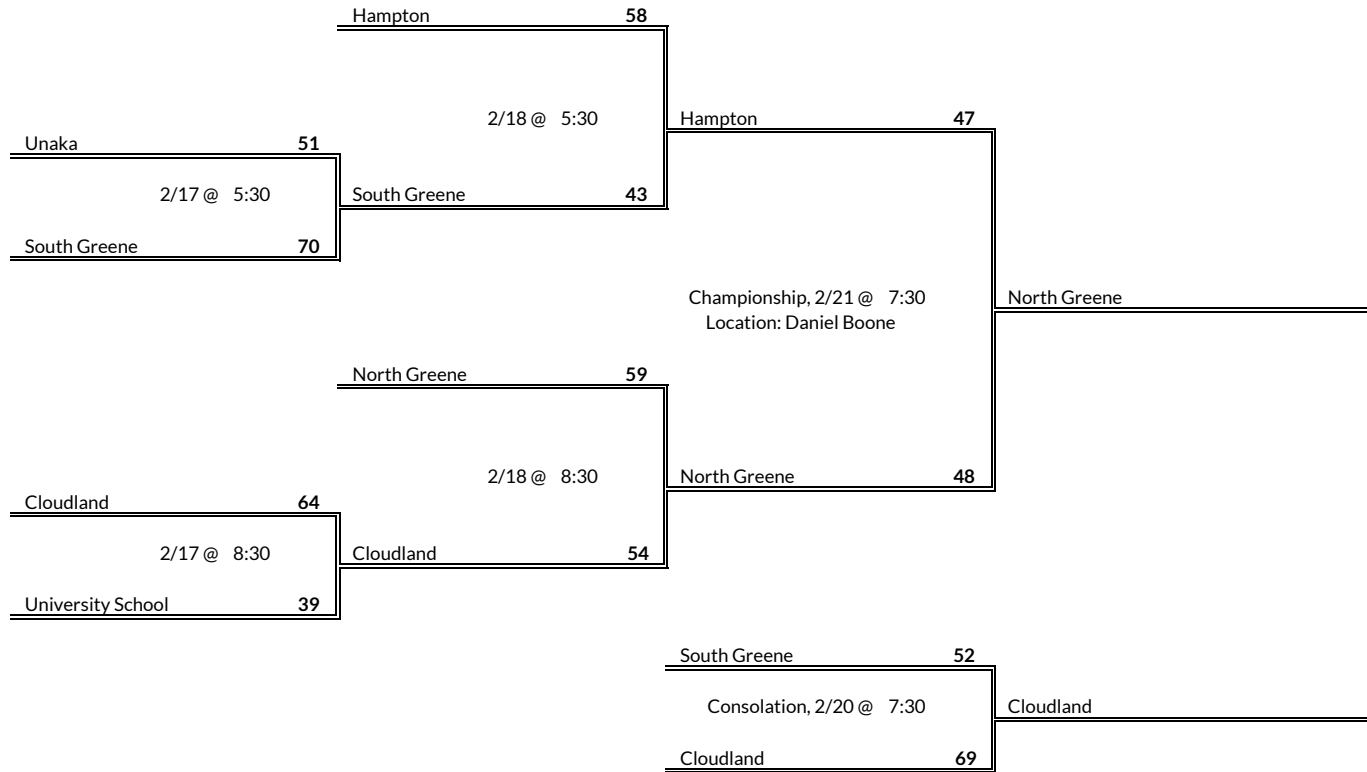 Hampton 58
2/18 @ 5:30
Hampton 47
Unaka 51
2/17 @ 5:30
South Greene 43
South Greene 70
Championship, 2/21 @ 7:30
Location: Daniel Boone
North Greene
North Greene 59
2/18 @ 8:30
North Greene 48
Cloudland 64
2/17 @ 8:30
Cloudland 54
University School 39
South Greene 52
Consolation, 2/20 @ 7:30
Cloudland
Cloudland 69